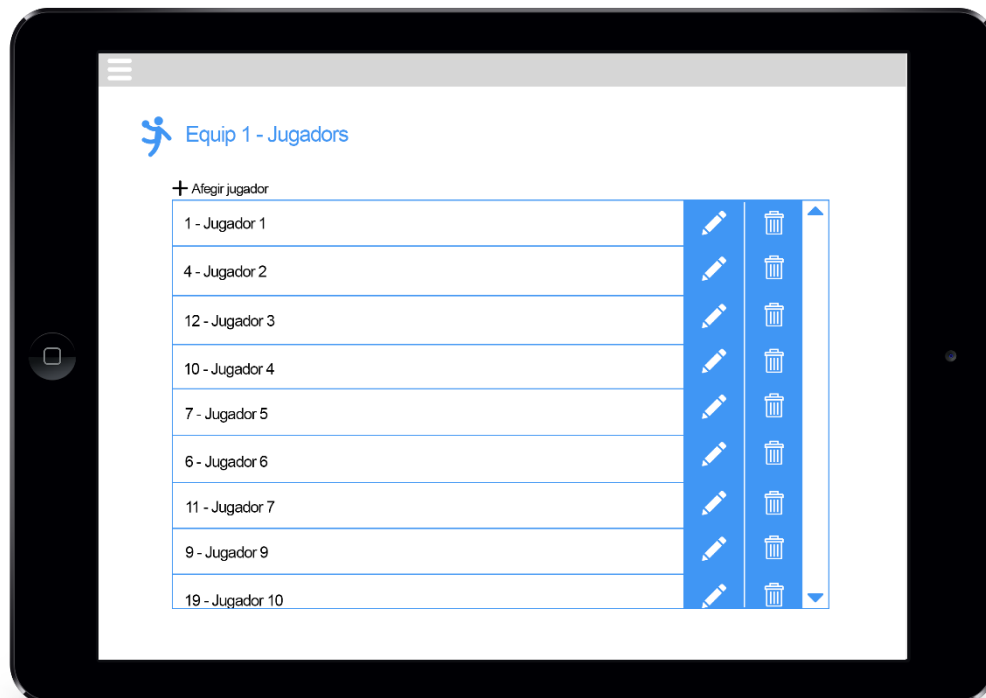 Equip 1 - Jugadors
Afegir jugador
1 - Jugador 1
4 - Jugador 2
12 - Jugador 3
10 - Jugador 4
7 - Jugador 5
6 - Jugador 6
11 - Jugador 7
9 - Jugador 9
19 - Jugador 10